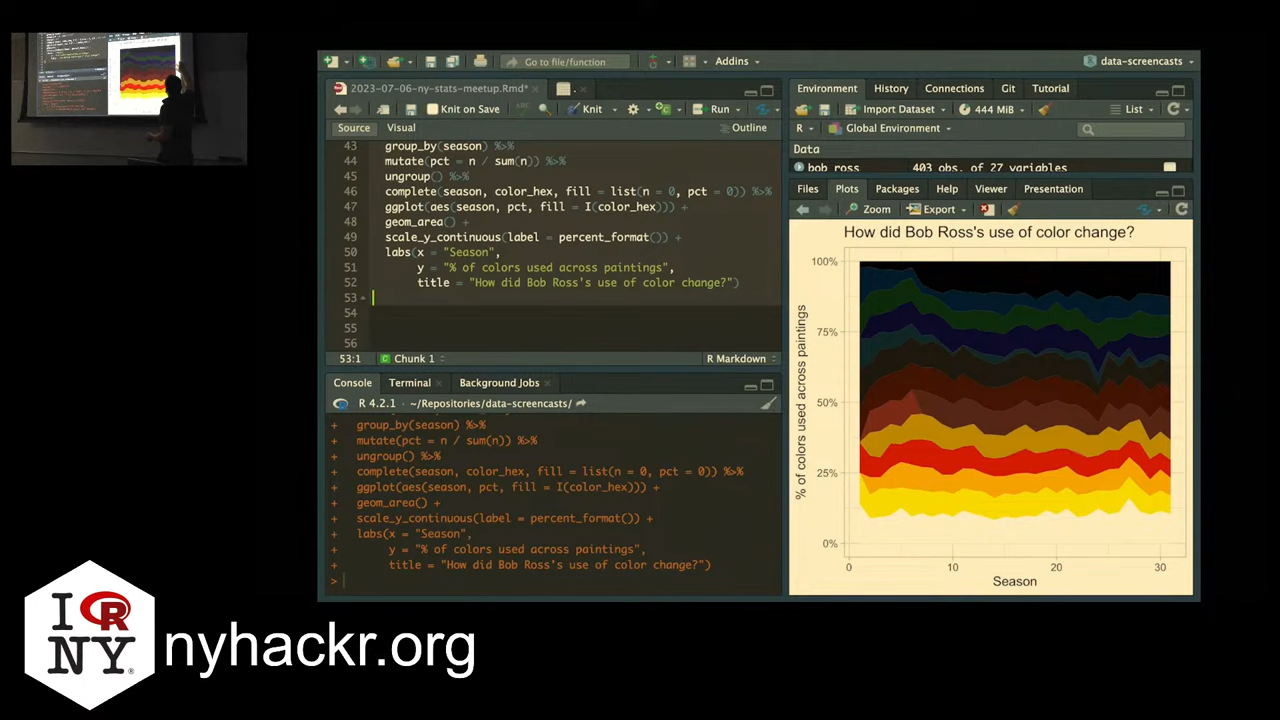 Go to file/function
Addins
data-screencasts
2023-07-06-ny-stats-meetup.Rmd*
Knit on Save
Knit
Run
Source
Visual
Outline
43 group_by(season) %>%
44 mutate(pct = n / sum(n)) %>%
45 ungroup() %>%
46 complete(season, color_hex, fill = list(n = 0, pct = 0)) %>%
47 ggplot(aes(season, pct, fill = I(color_hex))) +
48 geom_area() +
49 scale_y_continuous(label = percent_format()) +
50 labs(x = "Season",
51 y = "% of colors used across paintings",
52 title = "How did Bob Ross's use of color change?")
53
54
55
56
53:1
Chunk 1
R Markdown
Console
Terminal
Background Jobs
R 4.2.1 · ~/Repositories/data-screencasts/
+ group_by(season) %>%
+ mutate(pct = n / sum(n)) %>%
+ ungroup() %>%
+ complete(season, color_hex, fill = list(n = 0, pct = 0)) %>%
+ ggplot(aes(season, pct, fill = I(color_hex))) +
+ geom_area() +
+ scale_y_continuous(label = percent_format()) +
+ labs(x = "Season",
+ y = "% of colors used across paintings",
+ title = "How did Bob Ross's use of color change?")
>
Environment
History
Connections
Git
Tutorial
Import Dataset
444 MiB
List
R
Global Environment
Data
bob_ross 403 obs. of 27 variables
Files
Plots
Packages
Help
Viewer
Presentation
Zoom
Export
How did Bob Ross's use of color change?
100%
75%
50%
25%
0%
% of colors used across paintings
0
10
20
30
Season
I R
NY
®
nyhackr.org